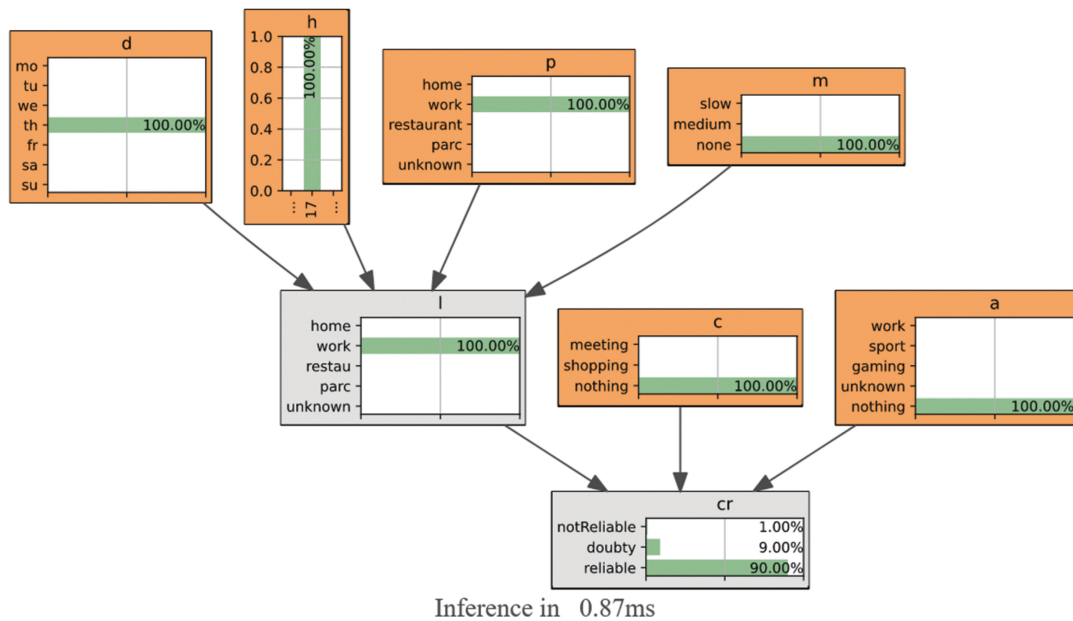 d
mo
tu
we
th 100.00%
fr
sa
su
h
1.0
0.8
0.6
0.4
0.2
0.0
100.00%
... 17 ...
p
home
work 100.00%
restaurant
parc
unknown
m
slow
medium
none 100.00%
l
home
work 100.00%
restau
parc
unknown
c
meeting
shopping
nothing 100.00%
a
work
sport
gaming
unknown
nothing 100.00%
cr
notReliable 1.00%
doubty 9.00%
reliable 90.00%
Inference in 0.87ms